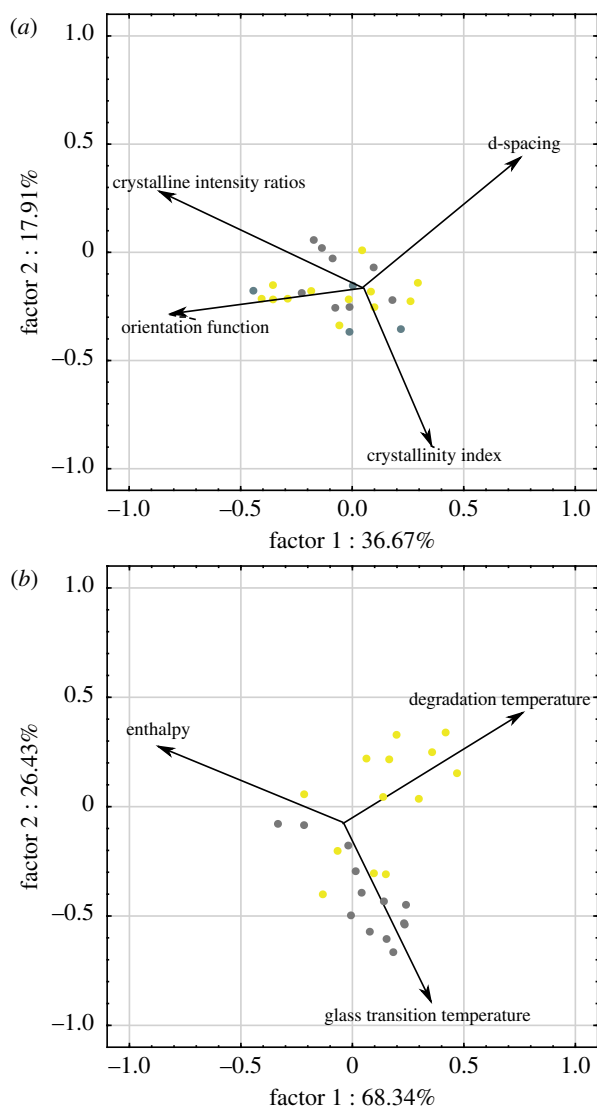 (a)
1.0
0.5
0
−0.5
−1.0
factor 2 : 17.91%
d-spacing
crystalline intensity ratios
orientation function
crystallinity index
−1.0 −0.5 0.0 0.5 1.0
factor 1 : 36.67%
(b)
1.0
0.5
0
−0.5
−1.0
factor 2 : 26.43%
degradation temperature
enthalpy
glass transition temperature
−1.0 −0.5 0 0.5 1.0
factor 1 : 68.34%